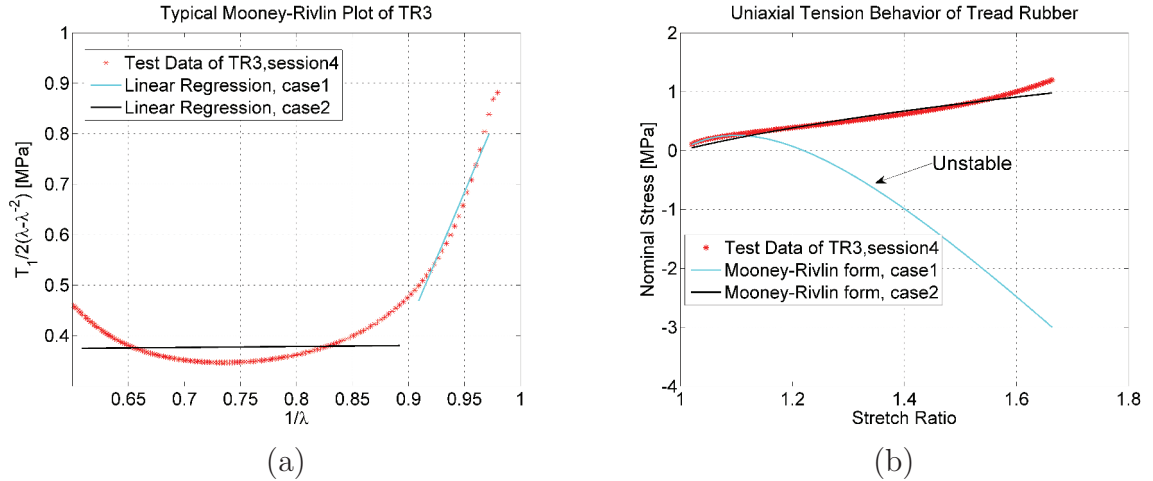 Typical Mooney-Rivlin Plot of TR3
T₁/2(λ-λ⁻²) [MPa]
1
0.9
0.8
0.7
0.6
0.5
0.4
Test Data of TR3,session4
Linear Regression, case1
Linear Regression, case2
0.65 0.7 0.75 0.8 0.85 0.9 0.95 1
1/λ
(a)
Uniaxial Tension Behavior of Tread Rubber
Nominal Stress [MPa]
2
1
0
-1
-2
-3
-4
Unstable
Test Data of TR3,session4
Mooney-Rivlin form, case1
Mooney-Rivlin form, case2
1 1.2 1.4 1.6 1.8
Stretch Ratio
(b)